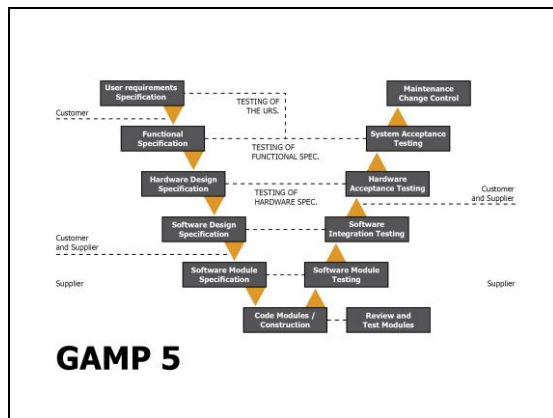 User requirements
Specification
Maintenance
Change Control
TESTING OF
THE URS.
Customer
Functional
Specification
System Acceptance
Testing
TESTING OF
FUNCTIONAL SPEC.
Hardware Design
Specification
Hardware
Acceptance Testing
TESTING OF
HARDWARE SPEC.
Customer
and Supplier
Software Design
Specification
Software
Integration Testing
Customer
and Supplier
Software Module
Specification
Software Module
Testing
Supplier
Supplier
Code Modules /
Construction
Review and
Test Modules
GAMP 5